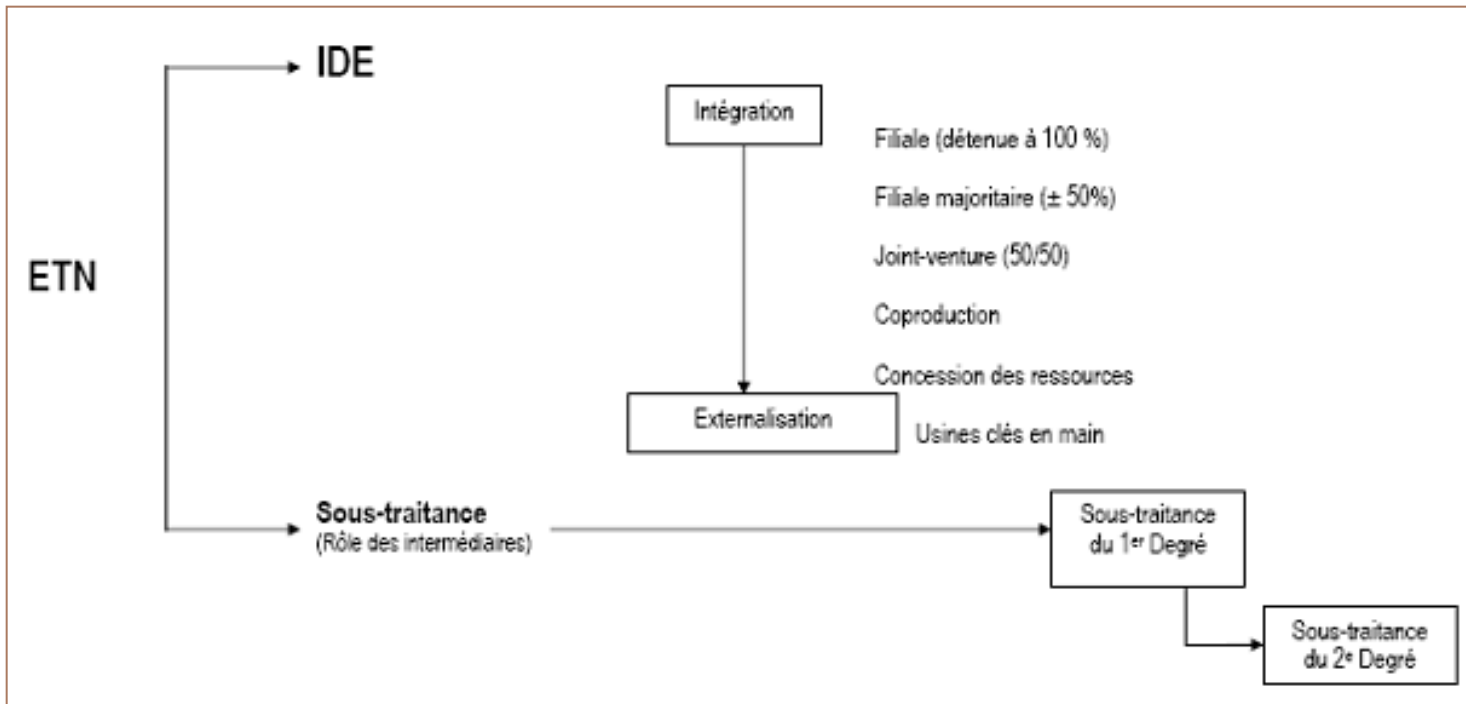 IDE
Intégration
Filiale (détenue à 100 %)
Filiale majoritaire (± 50%)
ETN
Joint-venture (50/50)
Coproduction
Concession des ressources
Externalisation
Usines clés en main
Sous-traitance
(Rôle des intermédiaires)
Sous-traitance
du 1er Degré
Sous-traitance
du 2e Degré